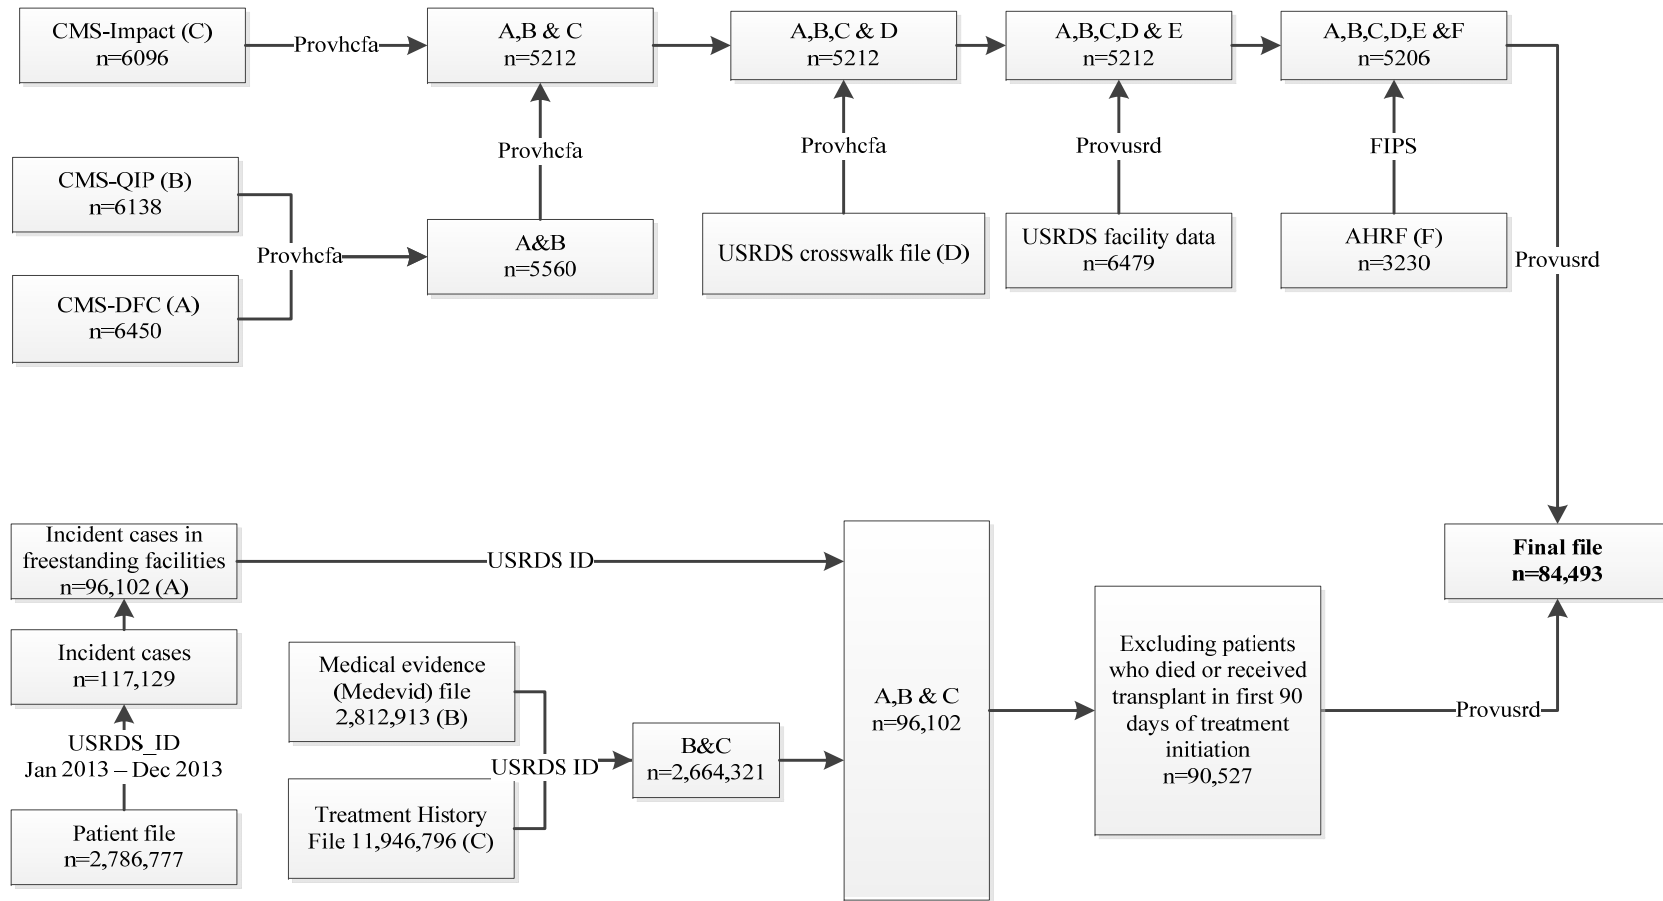 CMS-Impact (C)
n=6096
Provhcfa
A,B & C
n=5212
A,B,C & D
n=5212
A,B,C,D & E
n=5212
A,B,C,D,E &F
n=5206
Provhcfa
Provhcfa
Provusrd
FIPS
CMS-QIP (B)
n=6138
Provhcfa
CMS-DFC (A)
n=6450
A&B
n=5560
USRDS crosswalk file (D)
USRDS facility data
n=6479
AHRF (F)
n=3230
Provusrd
Incident cases in
freestanding facilities
n=96,102 (A)
USRDS ID
Incident cases
n=117,129
USRDS_ID
Jan 2013 – Dec 2013
Patient file
n=2,786,777
Medical evidence
(Medevid) file
2,812,913 (B)
USRDS ID
Treatment History
File 11,946,796 (C)
B&C
n=2,664,321
A,B & C
n=96,102
Excluding patients
who died or received
transplant in first 90
days of treatment
initiation
n=90,527
Provusrd
Final file
n=84,493